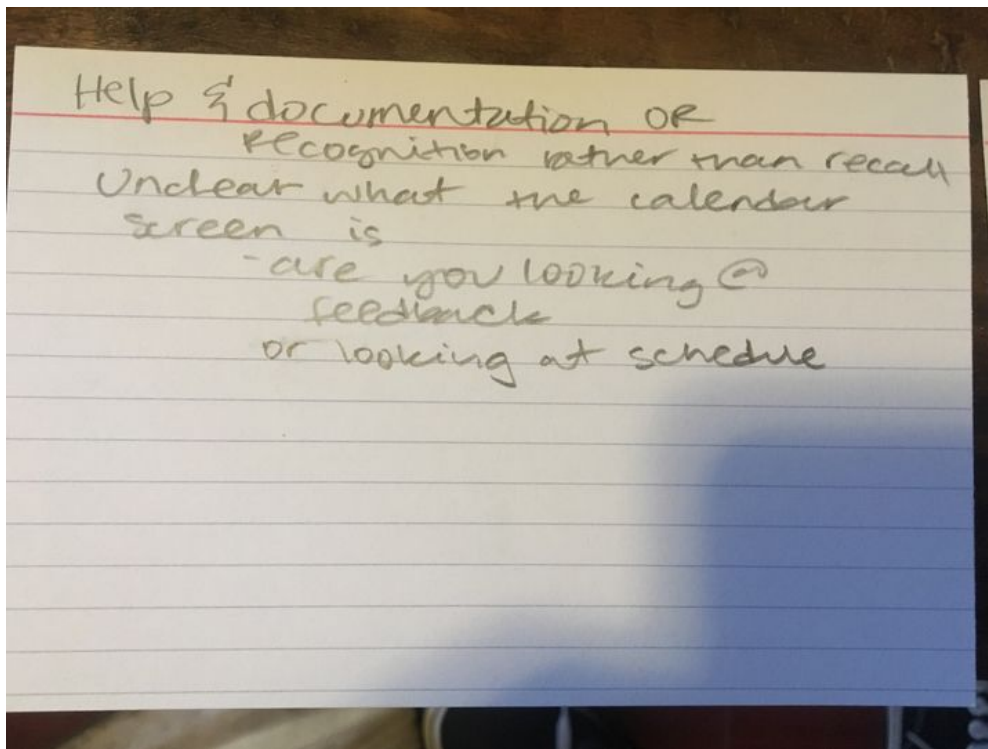 Help & documentation OR
Recognition rather than recall
Unclear what the calendar
screen is
- are you looking @
feedback
or looking at schedule